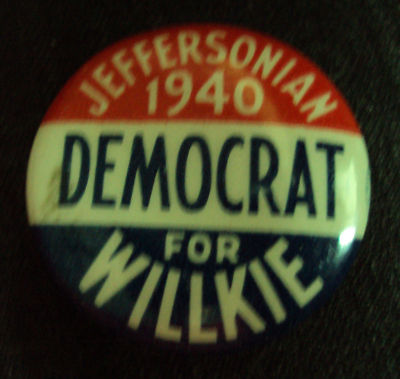 JEFFERSONIAN
1940
DEMOCRAT
FOR
WILLKIE